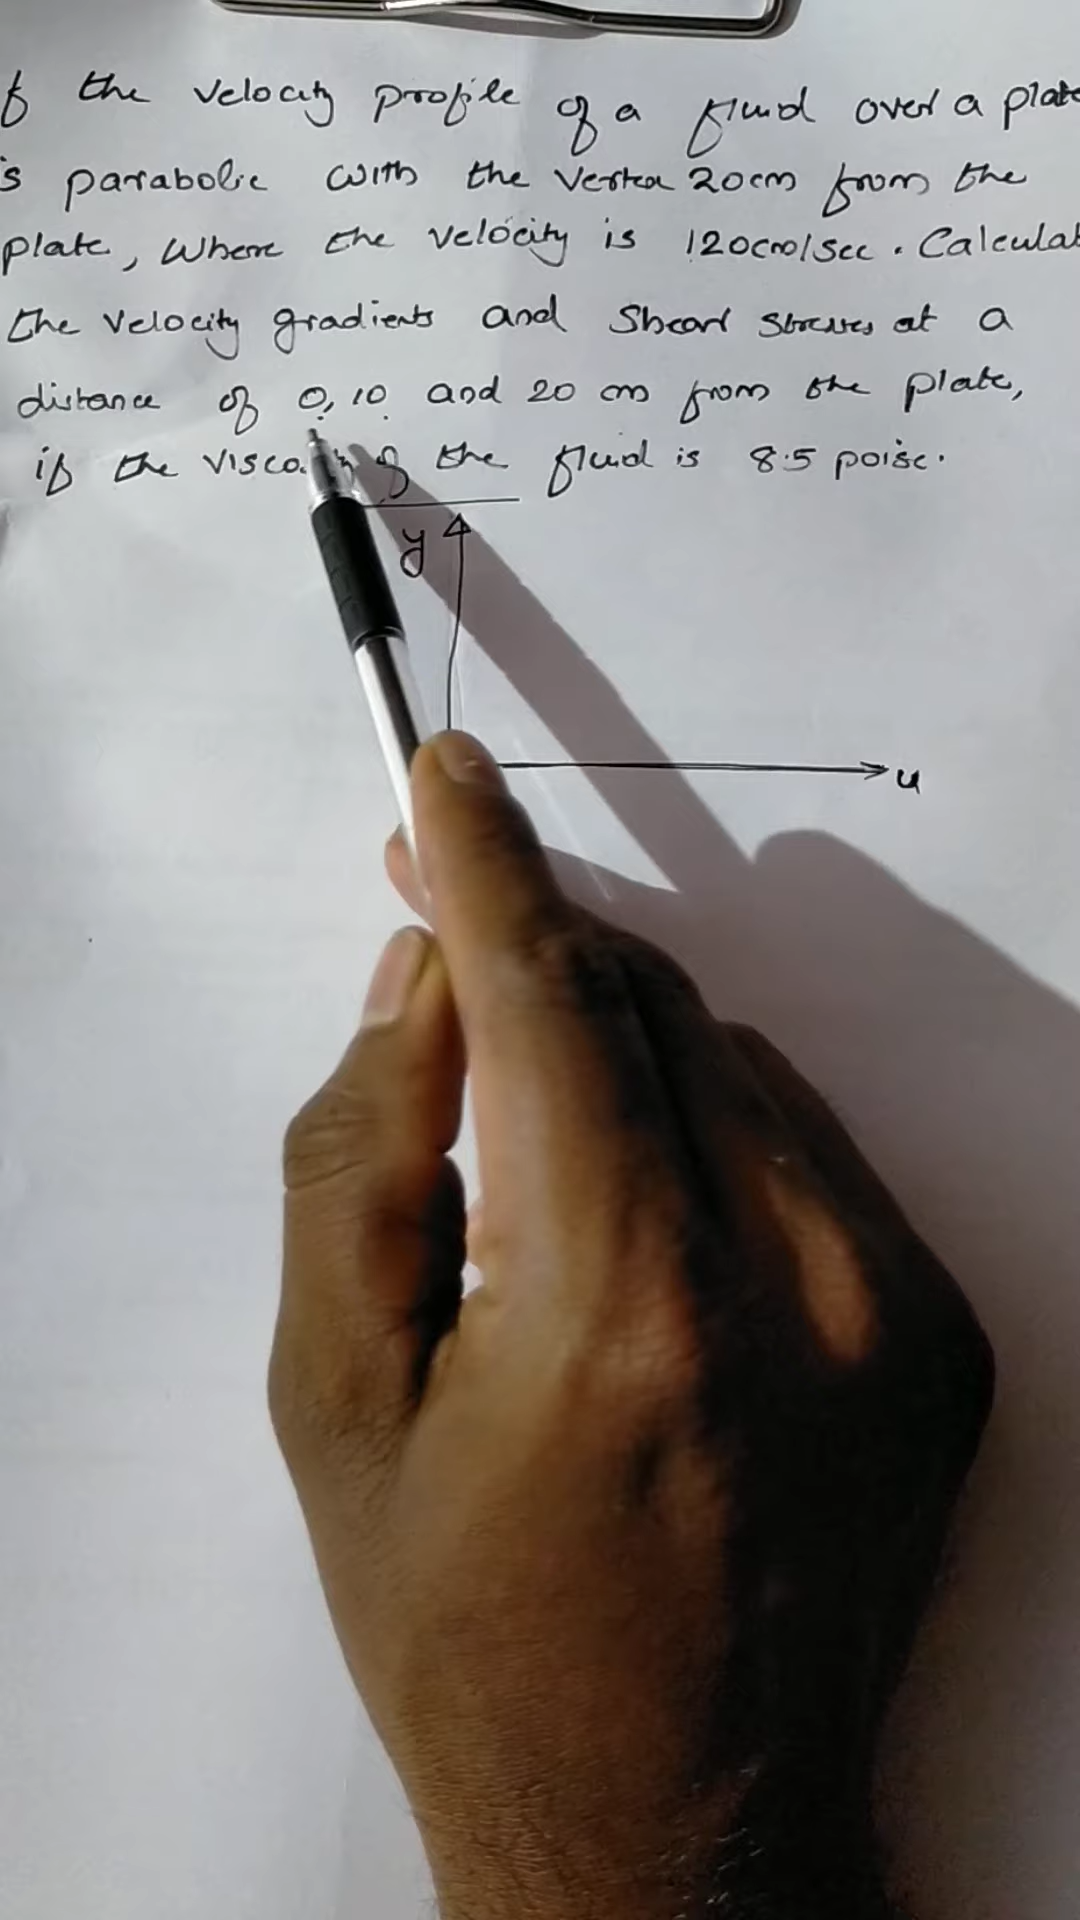 the velocity profile of a fluid over a plate
is parabolic with the vertex 20cm from the
plate, where the velocity is 120cm/sec. Calculat
the velocity gradients and Shear stresses at a
distance of 0, 10 and 20 cm from the plate,
if the of the fluid is 8.5 poise.
y
u